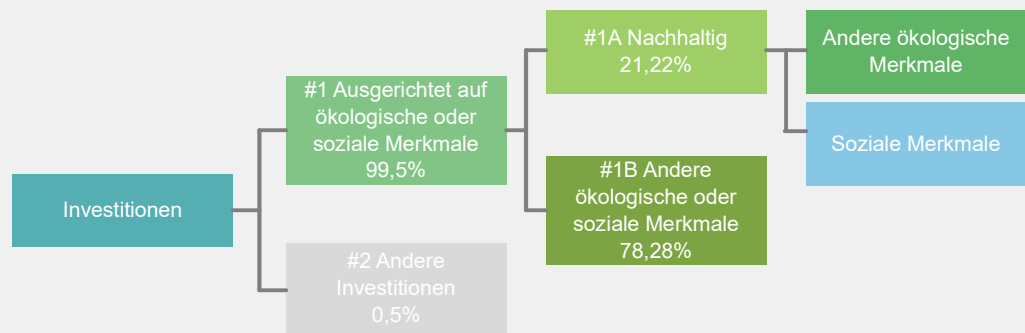 Investitionen
#1 Ausgerichtet auf
ökologische oder
soziale Merkmale
99,5%
#2 Andere
Investitionen
0,5%
#1A Nachhaltig
21,22%
#1B Andere
ökologische oder
soziale Merkmale
78,28%
Andere ökologische
Merkmale
Soziale Merkmale